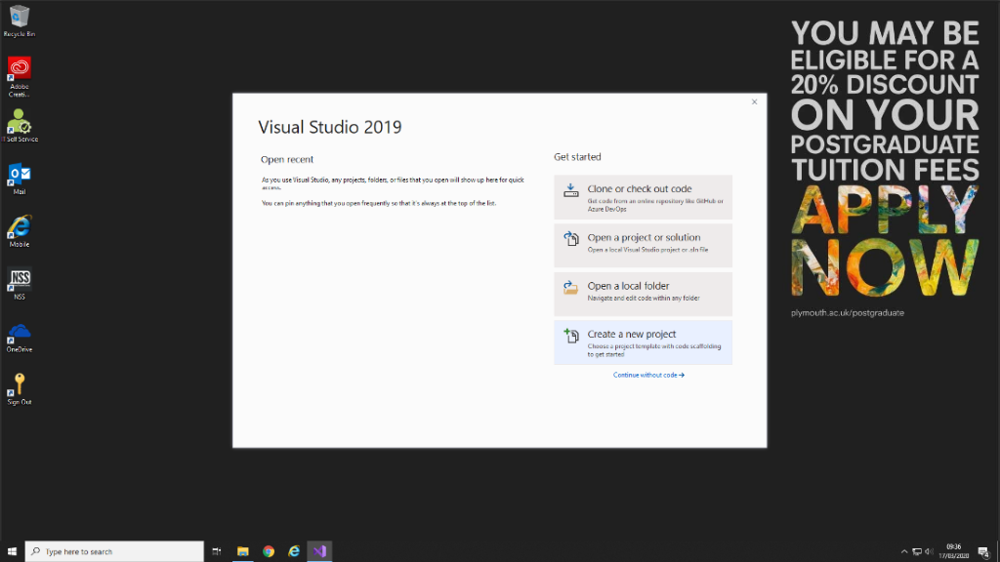 Recycle Bin
Adobe
Creati...
IT Self Service
Mail
Mobile
NSS
NSS
OneDrive
Sign Out
Visual Studio 2019
Open recent
As you use Visual Studio, any projects, folders, or files that you open will show up here for quick
access.
You can pin anything that you open frequently so that it's always at the top of the list.
Get started
Clone or check out code
Get code from an online repository like GitHub or
Azure DevOps
Open a project or solution
Open a local Visual Studio project or .sln file
Open a local folder
Navigate and edit code within any folder
Create a new project
Choose a project template with code scaffolding
to get started
Continue without code
YOU MAY BE
ELIGIBLE FOR A
20% DISCOUNT
ON YOUR
POSTGRADUATE
TUITION FEES
APPLY
NOW
plymouth.ac.uk/postgraduate
Type here to search
09:36
17/03/2020
4